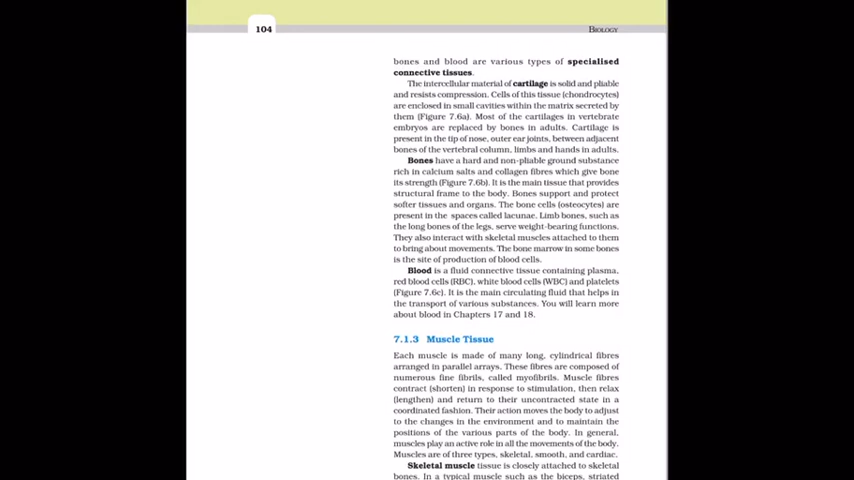 104
BIOLOGY
bones and blood are various types of specialised
connective tissues.
The intercellular material of cartilage is solid and pliable
and resists compression. Cells of this tissue (chondrocytes)
are enclosed in small cavities within the matrix secreted by
them (Figure 7.6a). Most of the cartilages in vertebrate
embryos are replaced by bones in adults. Cartilage is
present in the tip of nose, outer ear joints, between adjacent
bones of the vertebral column, limbs and hands in adults.
Bones have a hard and non-pliable ground substance
rich in calcium salts and collagen fibres which give bone
its strength (Figure 7.6b). It is the main tissue that provides
structural frame to the body. Bones support and protect
softer tissues and organs. The bone cells (osteocytes) are
present in the spaces called lacunae. Limb bones, such as
the long bones of the legs, serve weight-bearing functions.
They also interact with skeletal muscles attached to them
to bring about movements. The bone marrow in some bones
is the site of production of blood cells.
Blood is a fluid connective tissue containing plasma,
red blood cells (RBC), white blood cells (WBC) and platelets
(Figure 7.6c). It is the main circulating fluid that helps in
the transport of various substances. You will learn more
about blood in Chapters 17 and 18.
7.1.3 Muscle Tissue
Each muscle is made of many long, cylindrical fibres
arranged in parallel arrays. These fibres are composed of
numerous fine fibrils, called myofibrils. Muscle fibres
contract (shorten) in response to stimulation, then relax
(lengthen) and return to their uncontracted state in a
coordinated fashion. Their action moves the body to adjust
to the changes in the environment and to maintain the
positions of the various parts of the body. In general,
muscles play an active role in all the movements of the body.
Muscles are of three types, skeletal, smooth, and cardiac.
Skeletal muscle tissue is closely attached to skeletal
bones. In a typical muscle such as the biceps, striated